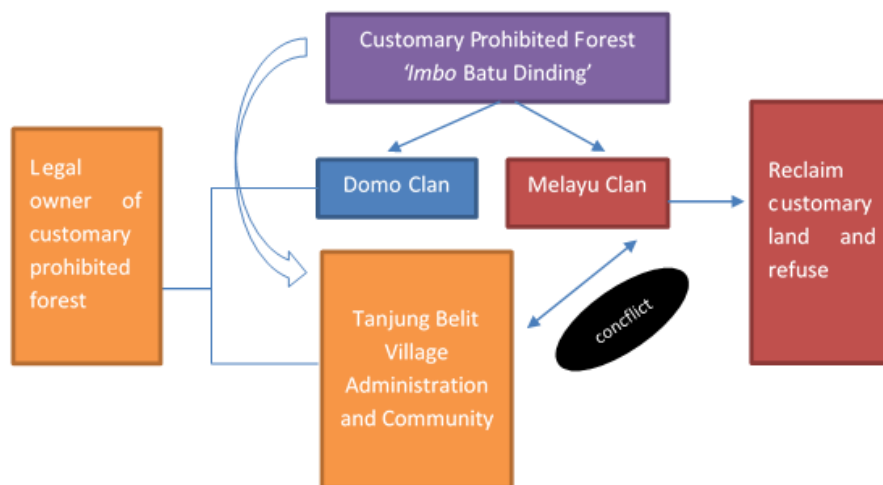 Customary Prohibited Forest
‘Imbo Batu Dinding’
Legal
owner of
customary
prohibited
forest
Domo Clan
Melayu Clan
Reclaim
customary
land and
refuse
Tanjung Belit
Village
Administration
and Community
concflict